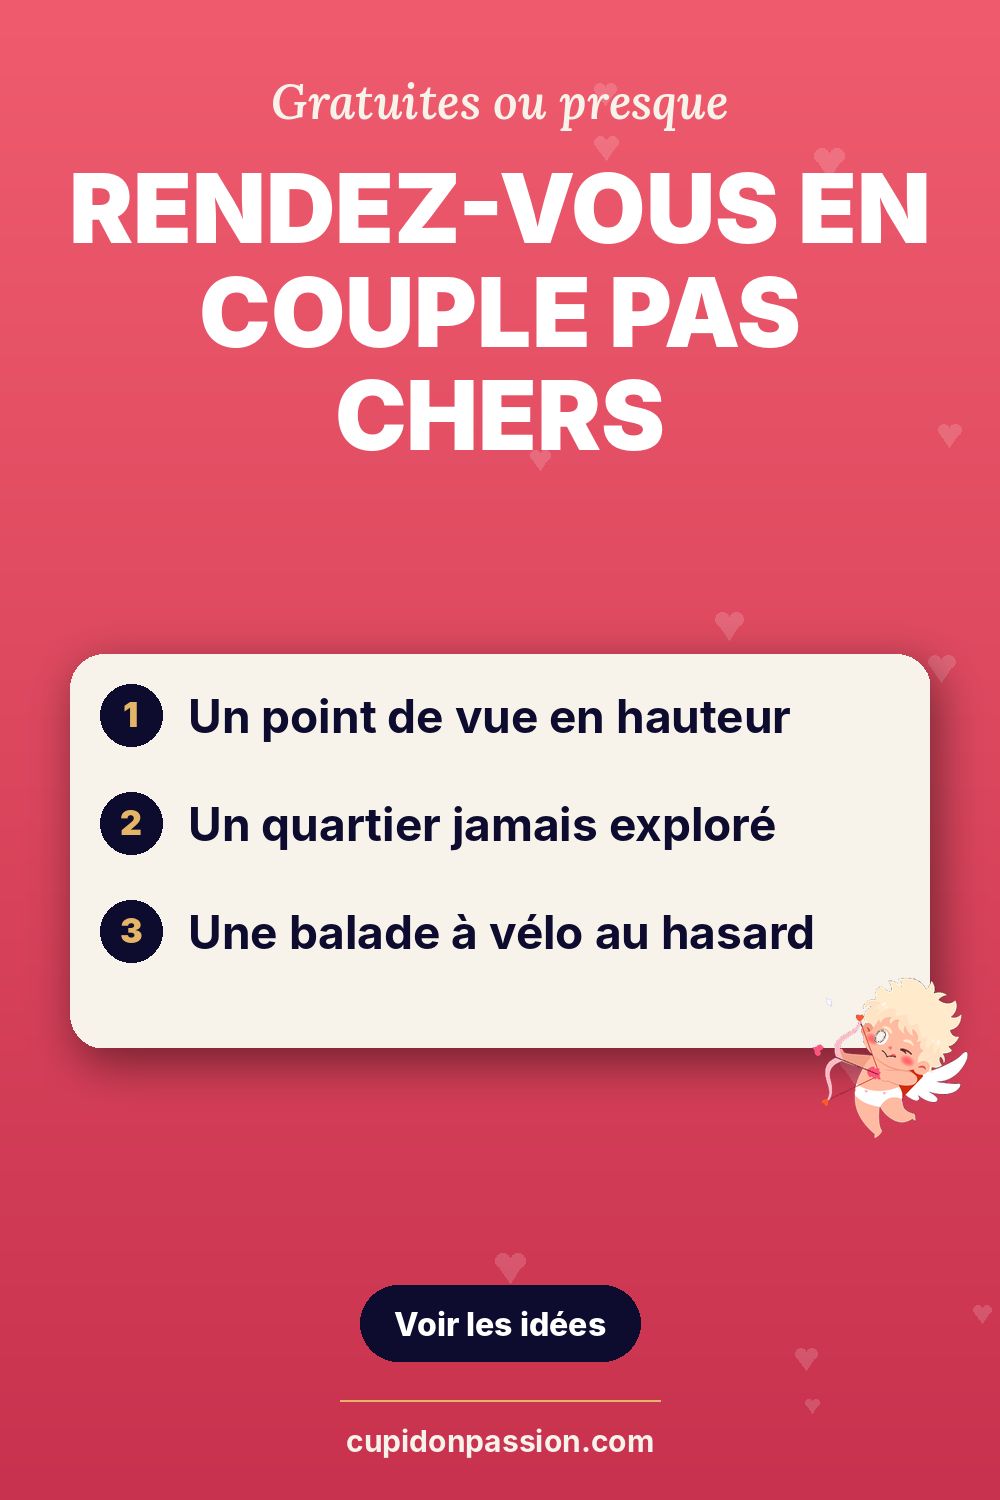 Gratuites ou presque
RENDEZ-VOUS EN
COUPLE PAS
CHERS
1 Un point de vue en hauteur
2 Un quartier jamais exploré
3 Une balade à vélo au hasard
Voir les idées
cupidonpassion.com